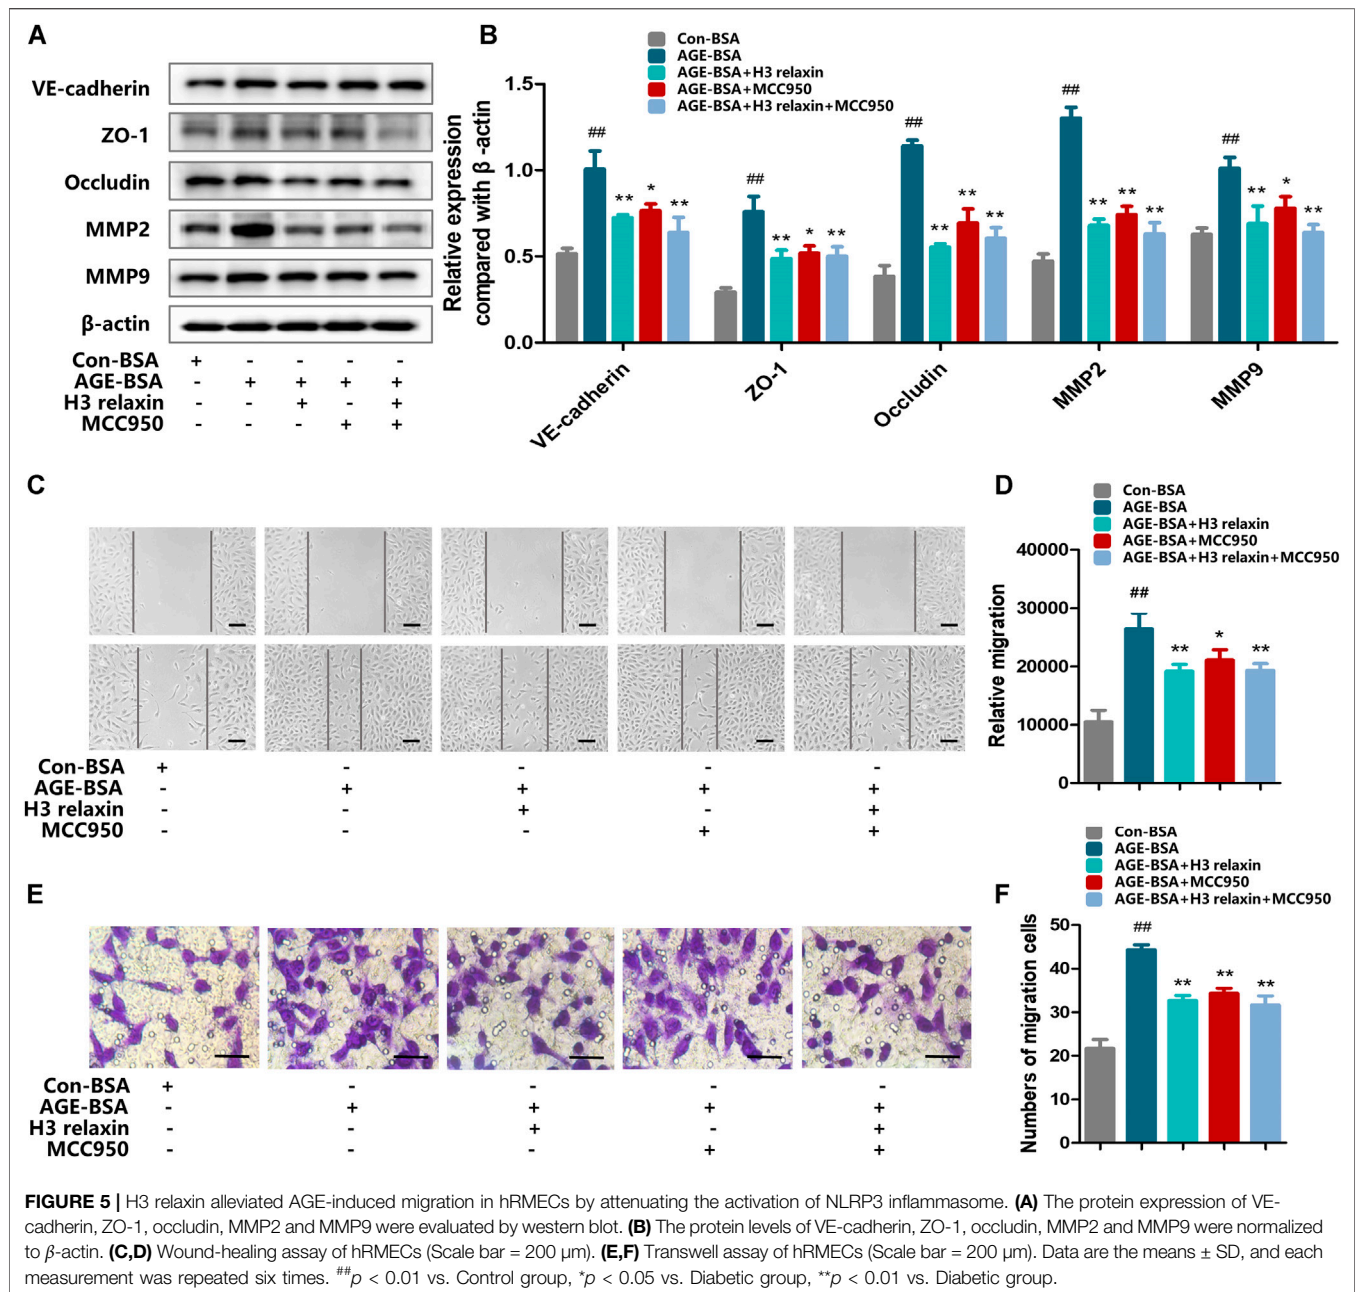 A
VE-cadherin
ZO-1
Occludin
MMP2
MMP9
β-actin
Con-BSA + - - - -
AGE-BSA - + + + +
H3 relaxin - - + - +
MCC950 - - - + +
B
Con-BSA
AGE-BSA
AGE-BSA+H3 relaxin
AGE-BSA+MCC950
AGE-BSA+H3 relaxin+MCC950
Relative expression
compared with β -actin
1.5
1.0
0.5
0.0
## ** * **
## ** * **
## ** ** **
## ** ** **
## ** * **
VE-cadherin
ZO-1
Occludin
MMP2
MMP9
C
Con-BSA + - - - -
AGE-BSA - + + + +
H3 relaxin - - + - +
MCC950 - - - + +
D
Con-BSA
AGE-BSA
AGE-BSA+H3 relaxin
AGE-BSA+MCC950
AGE-BSA+H3 relaxin+MCC950
Relative migration
40000
30000
20000
10000
0
## ** * **
E
Con-BSA + - - - -
AGE-BSA - + + + +
H3 relaxin - - + - +
MCC950 - - - + +
F
Con-BSA
AGE-BSA
AGE-BSA+H3 relaxin
AGE-BSA+MCC950
AGE-BSA+H3 relaxin+MCC950
Numbers of migration cells
50
40
30
20
10
0
## ** ** **
FIGURE 5 | H3 relaxin alleviated AGE-induced migration in hRMECs by attenuating the activation of NLRP3 inflammasome. (A) The protein expression of VE-
cadherin, ZO-1, occludin, MMP2 and MMP9 were evaluated by western blot. (B) The protein levels of VE-cadherin, ZO-1, occludin, MMP2 and MMP9 were normalized
to β-actin. (C,D) Wound-healing assay of hRMECs (Scale bar = 200 μm). (E,F) Transwell assay of hRMECs (Scale bar = 200 μm). Data are the means ± SD, and each
measurement was repeated six times. ##p < 0.01 vs. Control group, *p < 0.05 vs. Diabetic group, **p < 0.01 vs. Diabetic group.